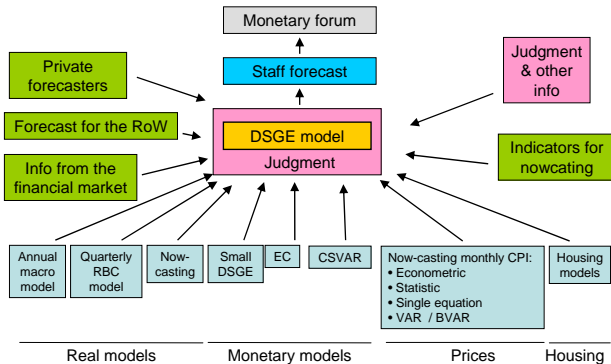 Monetary forum
Staff forecast
Private
forecasters
Judgment
& other
info
Forecast for the RoW
DSGE model
Judgment
Info from the
financial market
Indicators for
nowcating
Annual
macro
model
Quarterly
RBC
model
Now-
casting
Small
DSGE
EC
CSVAR
Now-casting monthly CPI:
• Econometric
• Statistic
• Single equation
• VAR / BVAR
Housing
models
Real models
Monetary models
Prices
Housing